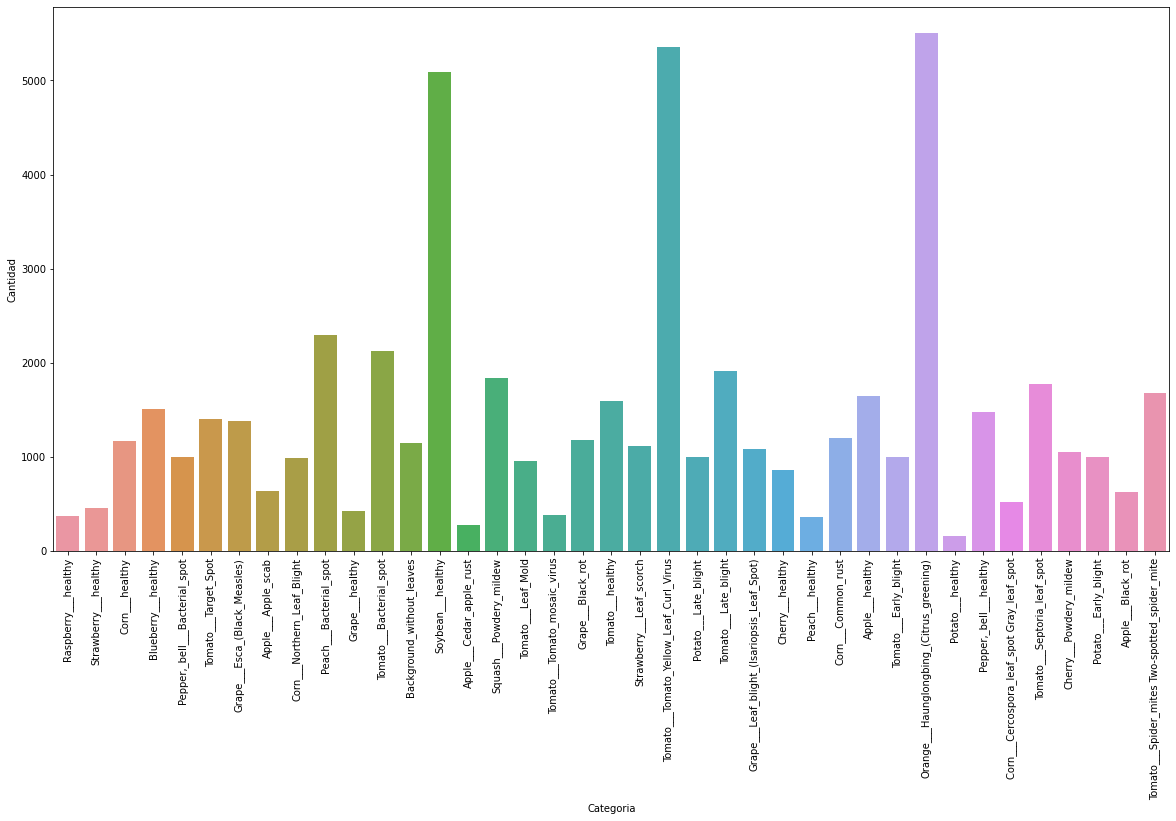 5000
4000
3000
2000
1000
0
Cantidad
Raspberry___healthy
Strawberry___healthy
Corn___healthy
Blueberry___healthy
Pepper,_bell___Bacterial_spot
Tomato___Target_Spot
Grape___Esca_(Black_Measles)
Apple___Apple_scab
Corn___Northern_Leaf_Blight
Peach___Bacterial_spot
Grape___healthy
Tomato___Bacterial_spot
Background_without_leaves
Soybean___healthy
Apple___Cedar_apple_rust
Squash___Powdery_mildew
Tomato___Leaf_Mold
Tomato___Tomato_mosaic_virus
Grape___Black_rot
Tomato___healthy
Strawberry___Leaf_scorch
Tomato___Tomato_Yellow_Leaf_Curl_Virus
Potato___Late_blight
Tomato___Late_blight
Grape___Leaf_blight_(Isariopsis_Leaf_Spot)
Cherry___healthy
Peach___healthy
Corn___Common_rust
Apple___healthy
Tomato___Early_blight
Orange___Haunglongbing_(Citrus_greening)
Potato___healthy
Pepper,_bell___healthy
Corn___Cercospora_leaf_spot Gray_leaf_spot
Tomato___Septoria_leaf_spot
Cherry___Powdery_mildew
Potato___Early_blight
Apple___Black_rot
Tomato___Spider_mites Two-spotted_spider_mite
Categoria